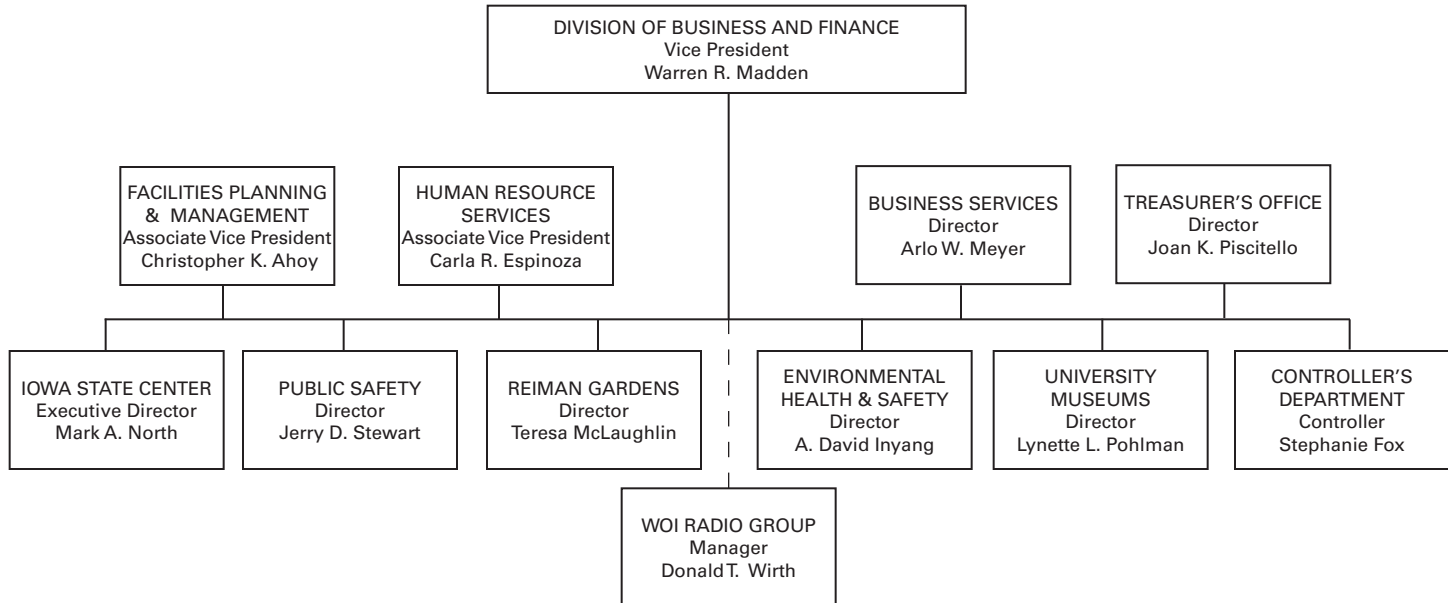 DIVISION OF BUSINESS AND FINANCE
Vice President
Warren R. Madden
FACILITIES PLANNING
& MANAGEMENT
Associate Vice President
Christopher K. Ahoy
HUMAN RESOURCE
SERVICES
Associate Vice President
Carla R. Espinoza
BUSINESS SERVICES
Director
Arlo W. Meyer
TREASURER'S OFFICE
Director
Joan K. Piscitello
IOWA STATE CENTER
Executive Director
Mark A. North
PUBLIC SAFETY
Director
Jerry D. Stewart
REIMAN GARDENS
Director
Teresa McLaughlin
ENVIRONMENTAL
HEALTH & SAFETY
Director
A. David Inyang
UNIVERSITY
MUSEUMS
Director
Lynette L. Pohlman
CONTROLLER'S
DEPARTMENT
Controller
Stephanie Fox
WOI RADIO GROUP
Manager
Donald T. Wirth